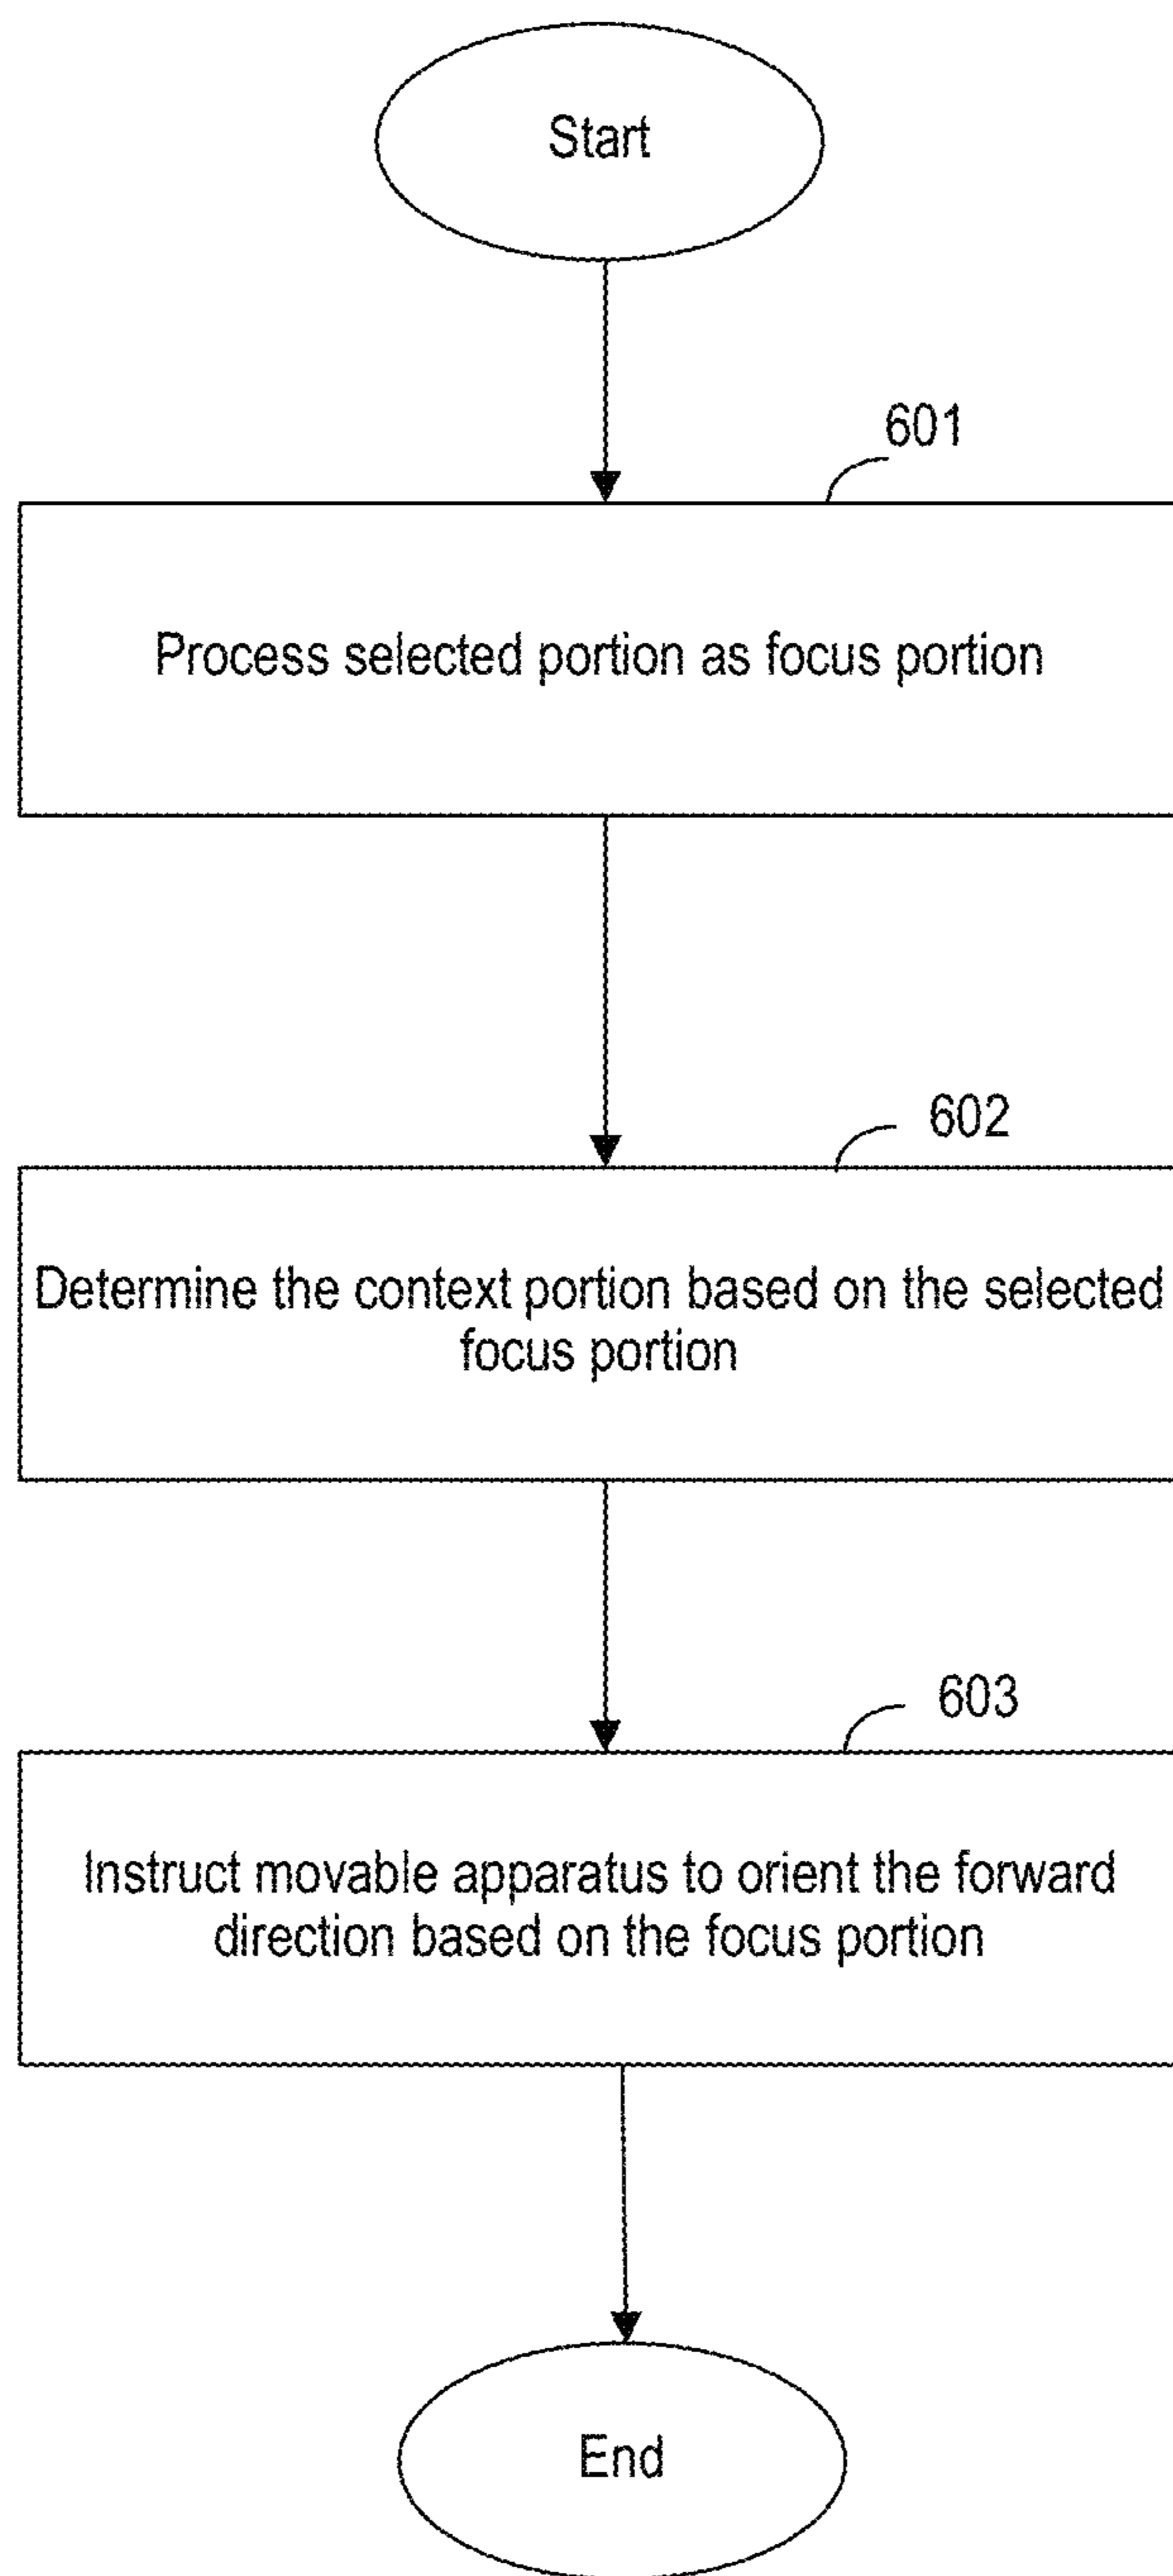 Start
601
Process selected portion as focus portion
602
Determine the context portion based on the selected
focus portion
603
Instruct movable apparatus to orient the forward
direction based on the focus portion
End